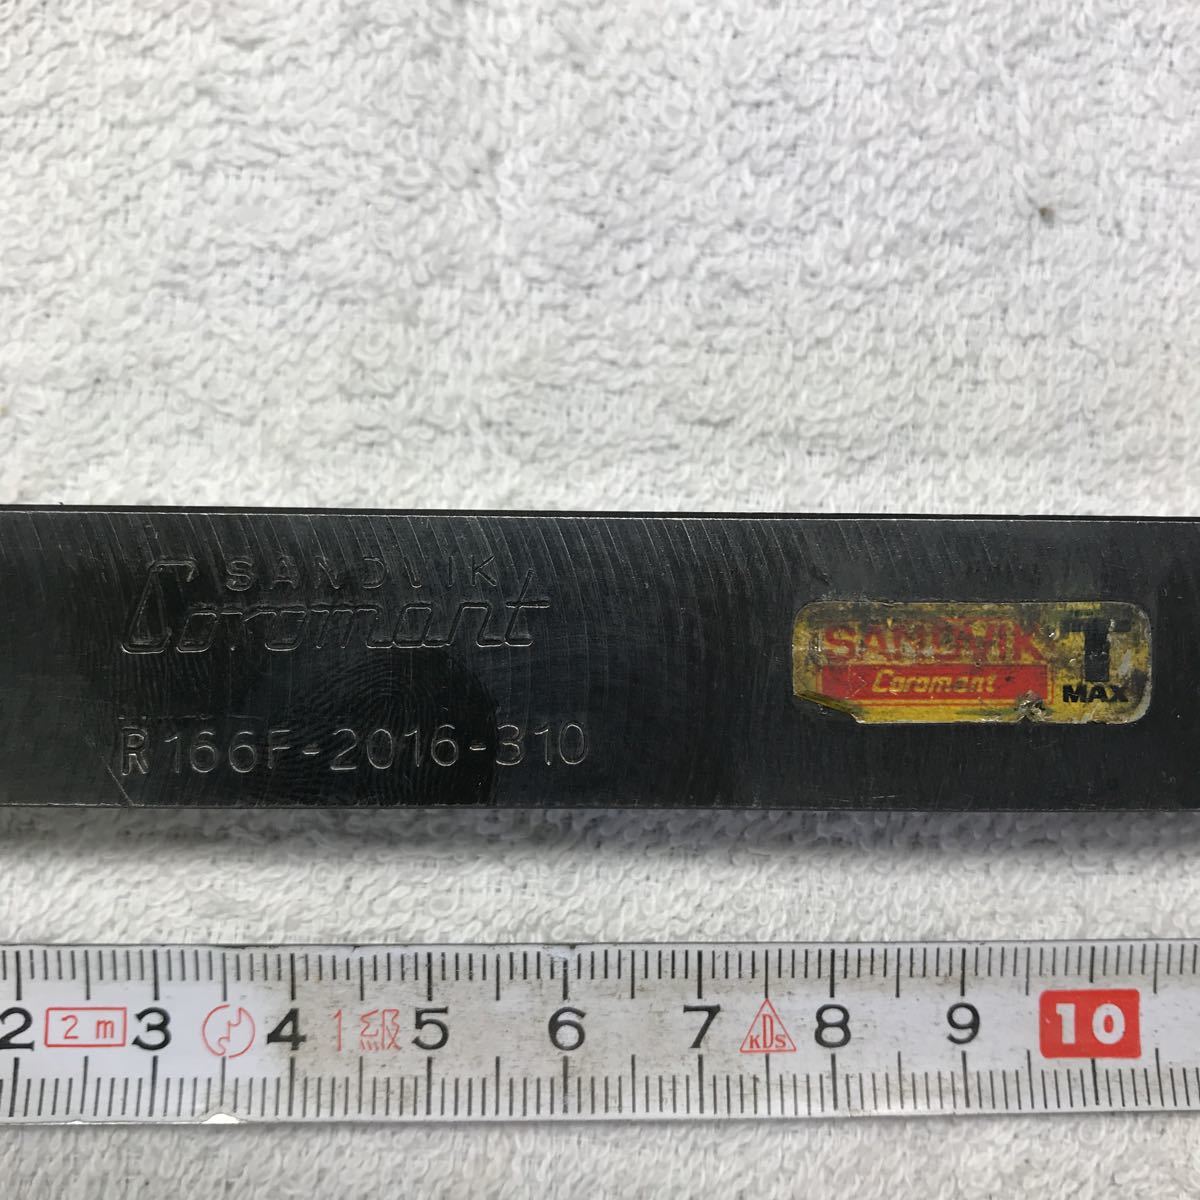 SANDVIK
Coromant
R166F-2016-310
SANDVIK
Coromant
T
MAX
2 2m 3 4 1級 5 6 7 KDS 8 9 10